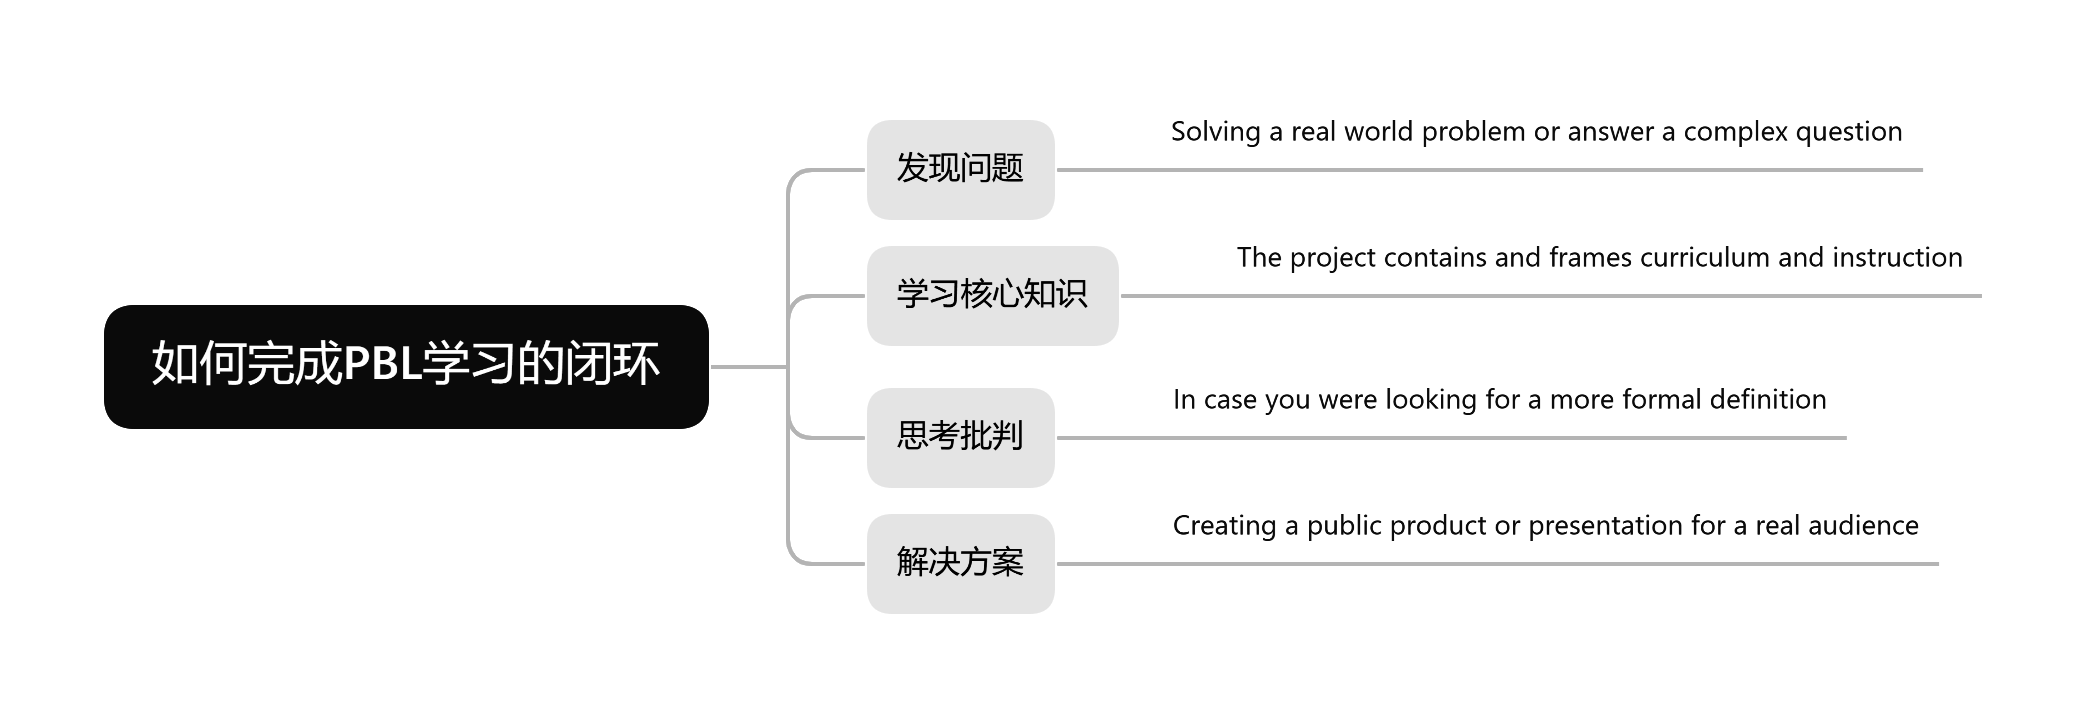 如何完成PBL学习的闭环
发现问题
Solving a real world problem or answer a complex question
学习核心知识
The project contains and frames curriculum and instruction
思考批判
In case you were looking for a more formal definition
解决方案
Creating a public product or presentation for a real audience